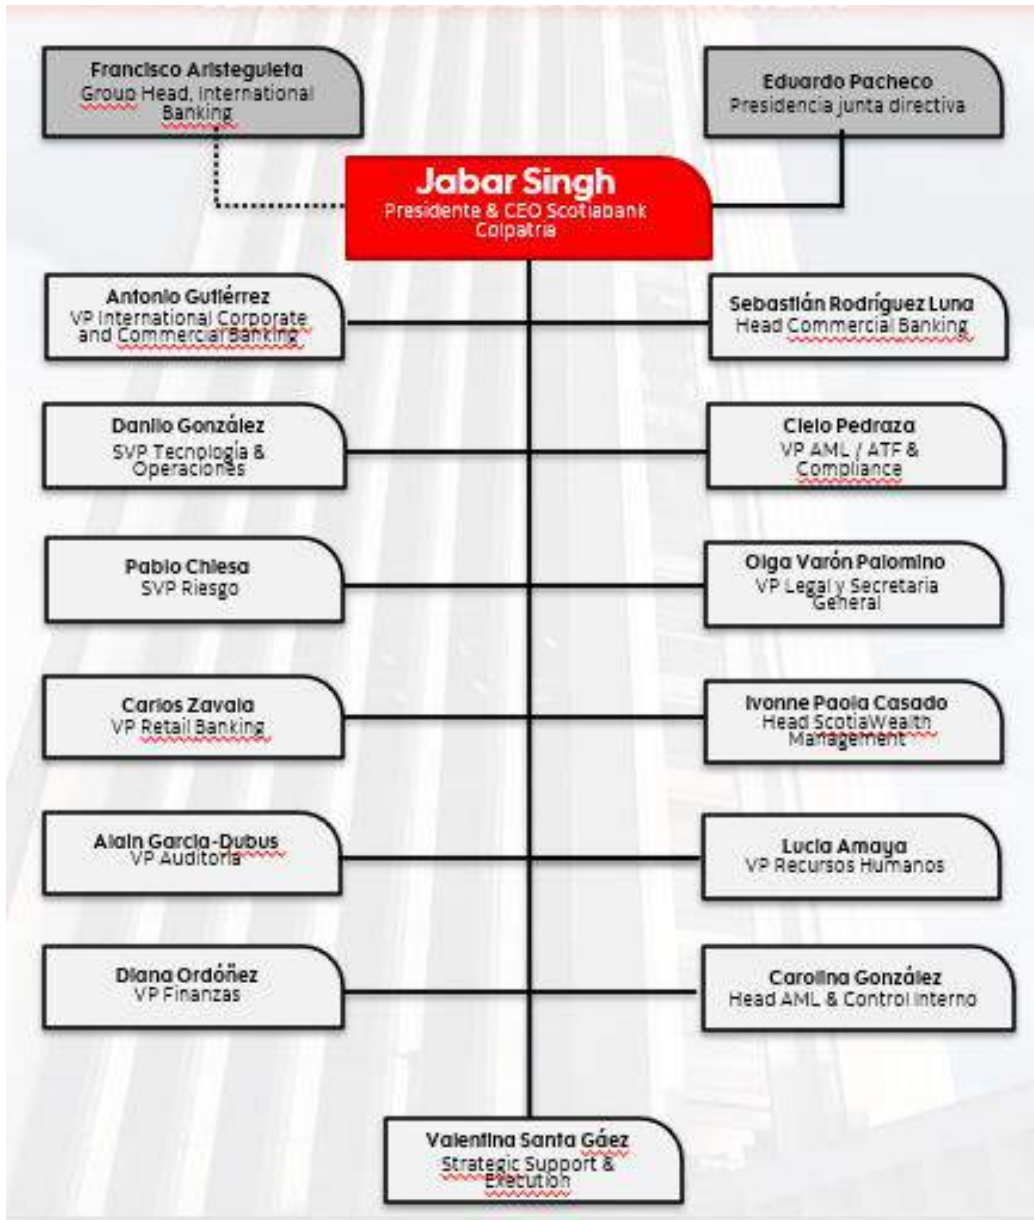 Francisco Aristeguieta
Group Head, International
Banking
Eduardo Pacheco
Presidencia junta directiva
Jabar Singh
Presidente & CEO Scotiabank
Colpatria
Antonio Gutiérrez
VP International Corporate
and Commercial Banking
Sebastián Rodríguez Luna
Head Commercial Banking
Danilo González
SVP Tecnología &
Operaciones
Cielo Pedraza
VP AML / ATF &
Compliance
Pablo Chiesa
SVP Riesgo
Olga Varón Palomino
VP Legal y Secretaria
General
Carlos Zavala
VP Retail Banking
Ivonne Paola Casado
Head ScotiaWealth
Management
Alain Garcia-Dubus
VP Auditoria
Lucia Amaya
VP Recursos Humanos
Diana Ordóñez
VP Finanzas
Carolina González
Head AML & Control Interno
Valentina Santa Gáez
Strategic Support &
Execution